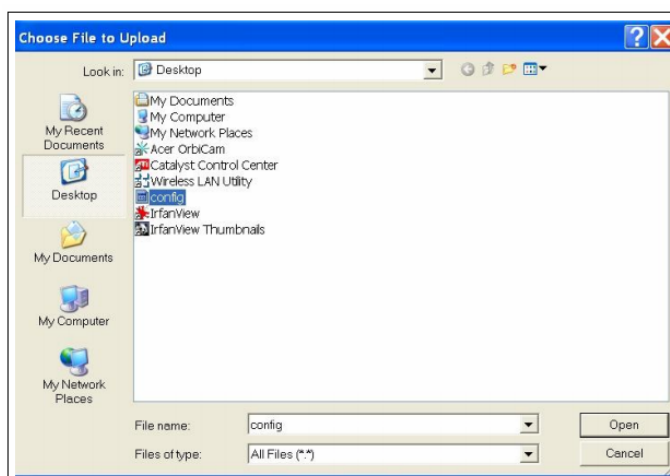 Choose File to Upload
Look in: Desktop
My Recent
Documents
Desktop
My Documents
My Computer
My Network
Places
My Documents
My Computer
My Network Places
Acer OrbiCam
Catalyst Control Center
Wireless LAN Utility
config
IrfanView
IrfanView Thumbnails
File name: config Open
Files of type: All Files (*.*) Cancel